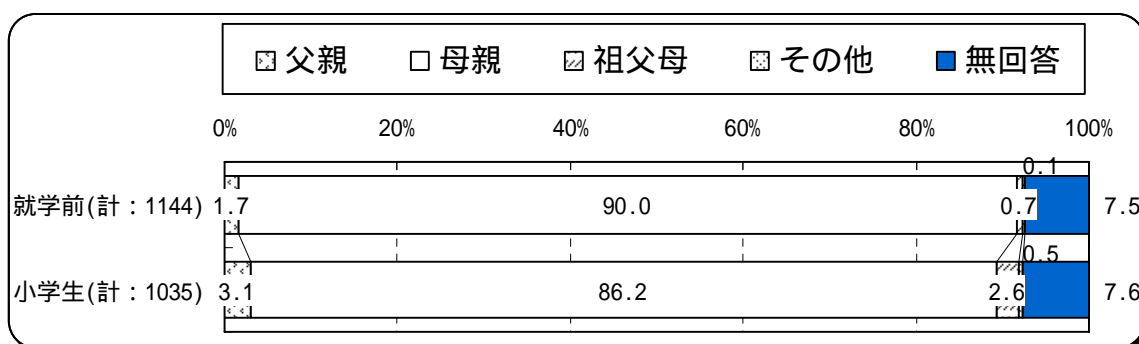 父親 母親 祖父母 その他 無回答
0% 20% 40% 60% 80% 100%
0.1
就学前(計：1144) 1.7 90.0 0.7 7.5
0.5
小学生(計：1035) 3.1 86.2 2.6 7.6